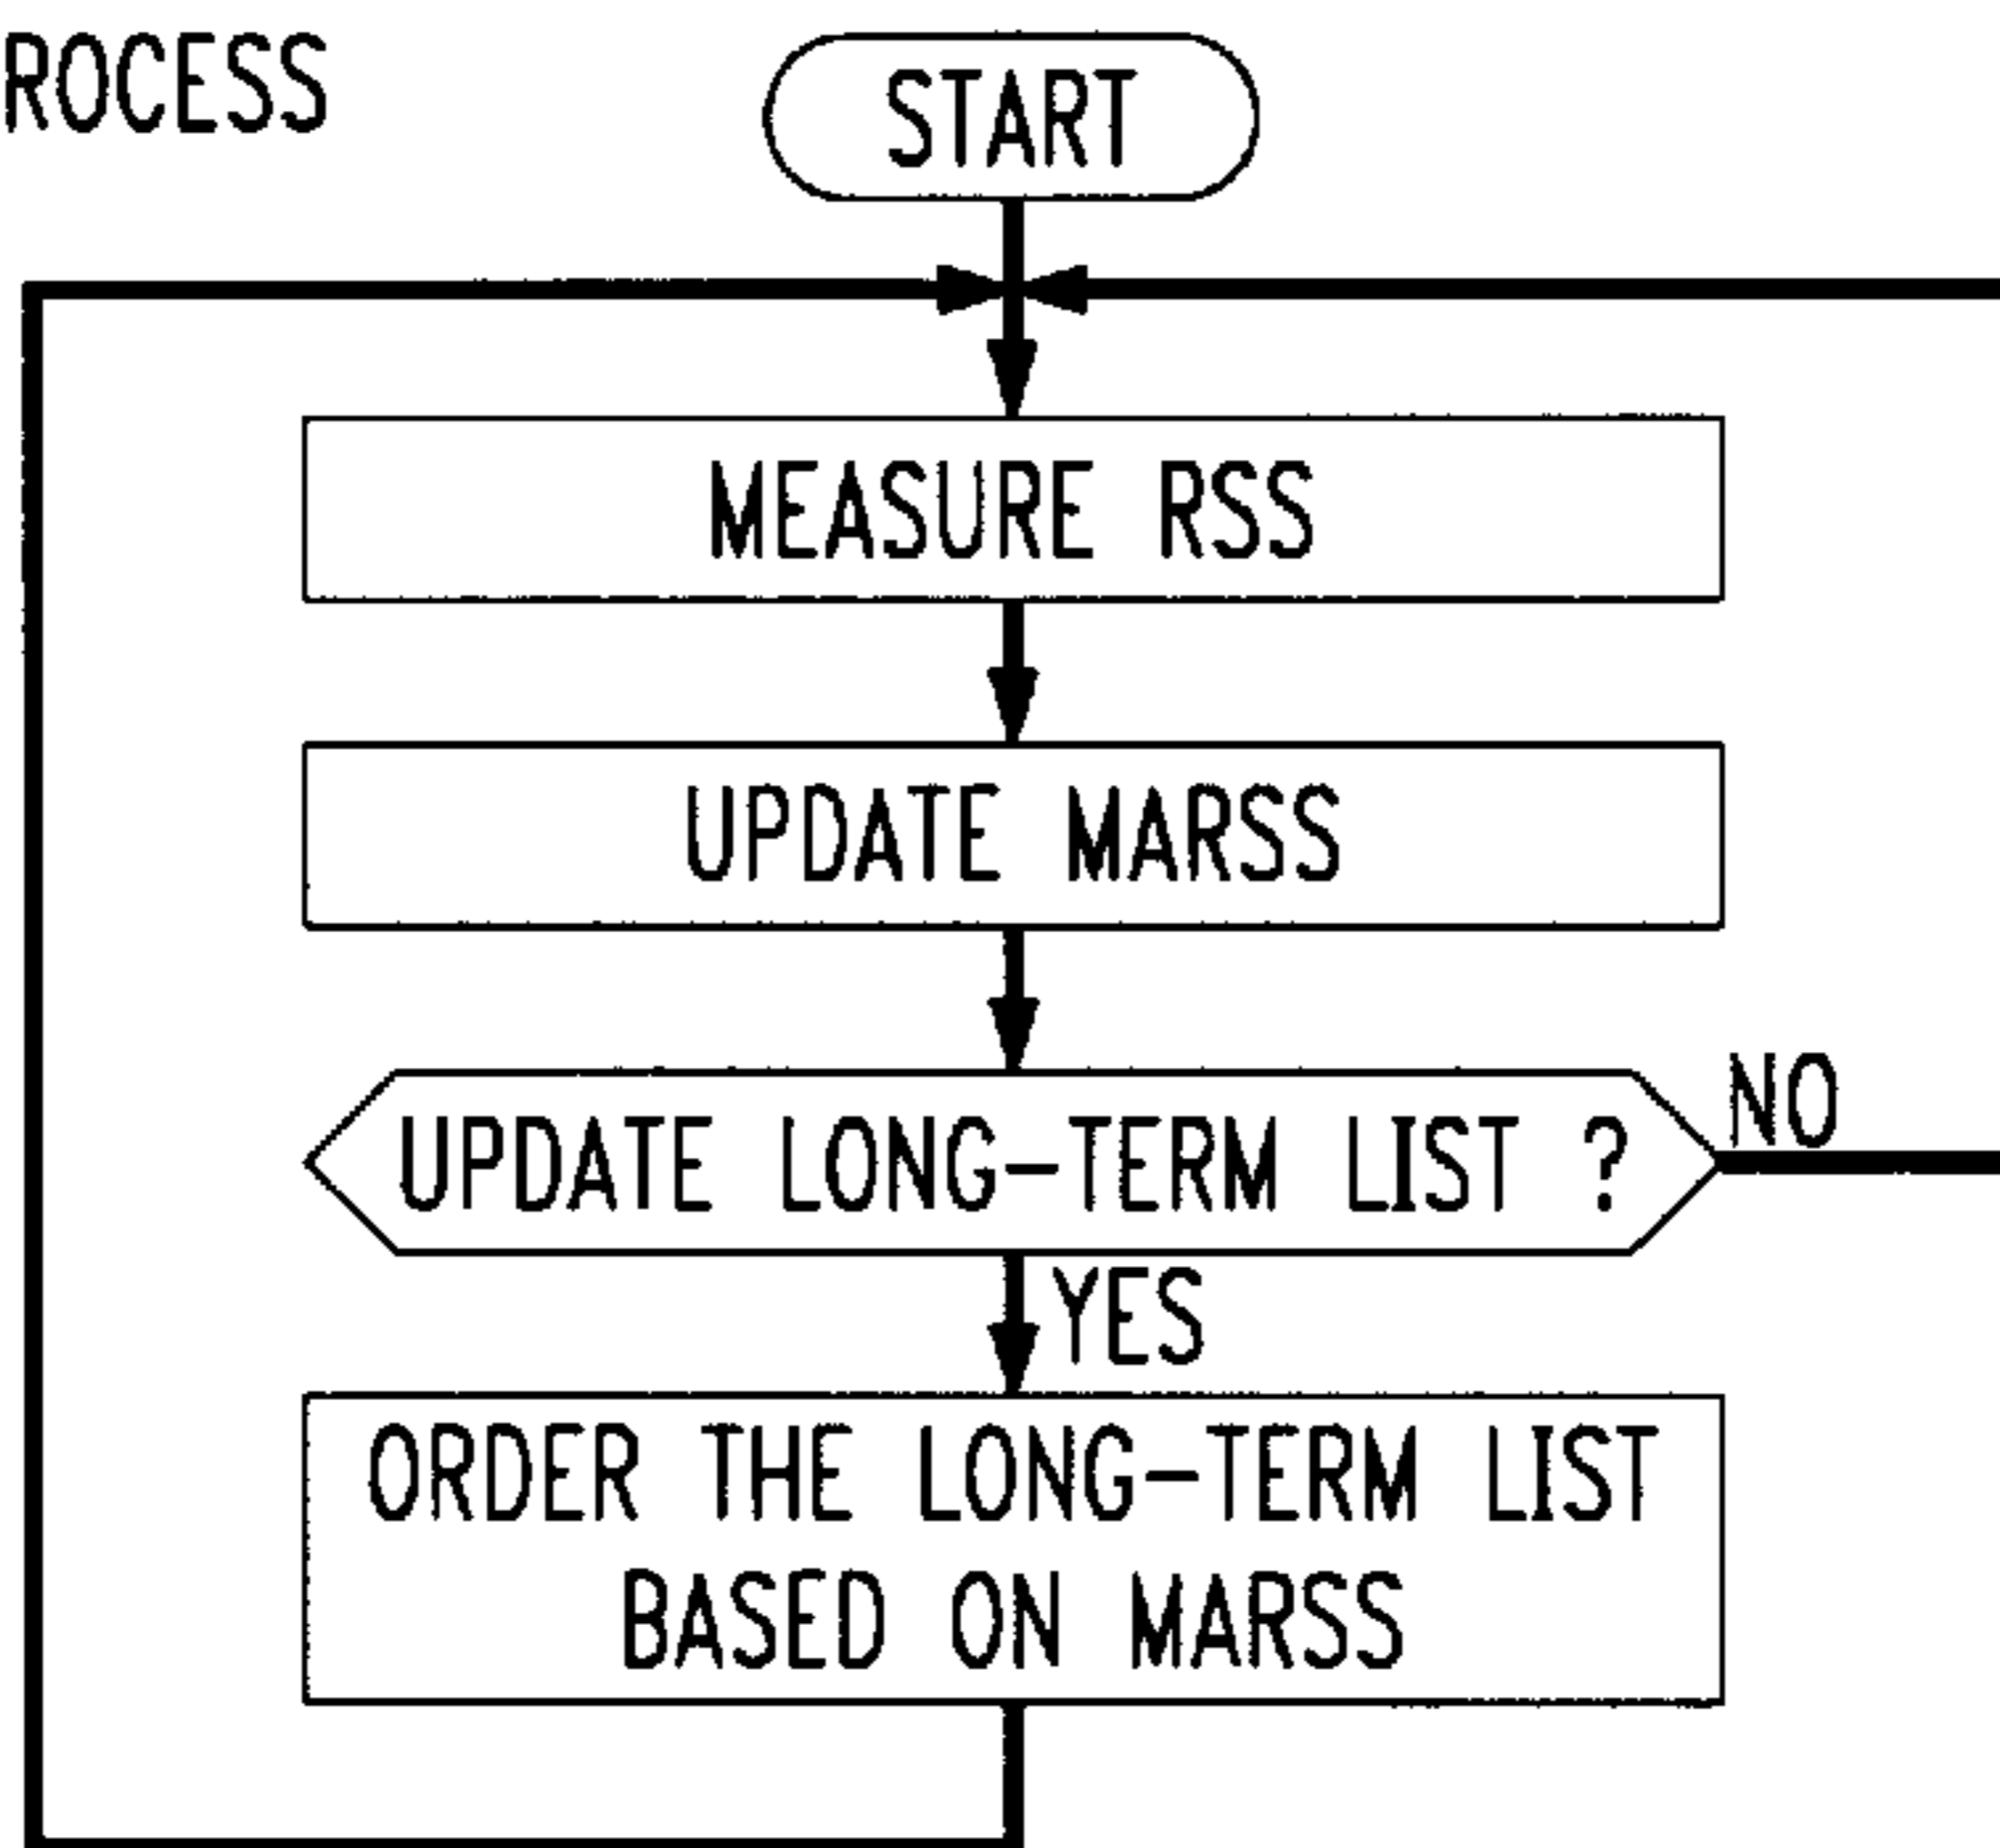 ROCESS
START
MEASURE RSS
UPDATE MARSS
UPDATE LONG-TERM LIST ?
NO
YES
ORDER THE LONG-TERM LIST
BASED ON MARSS